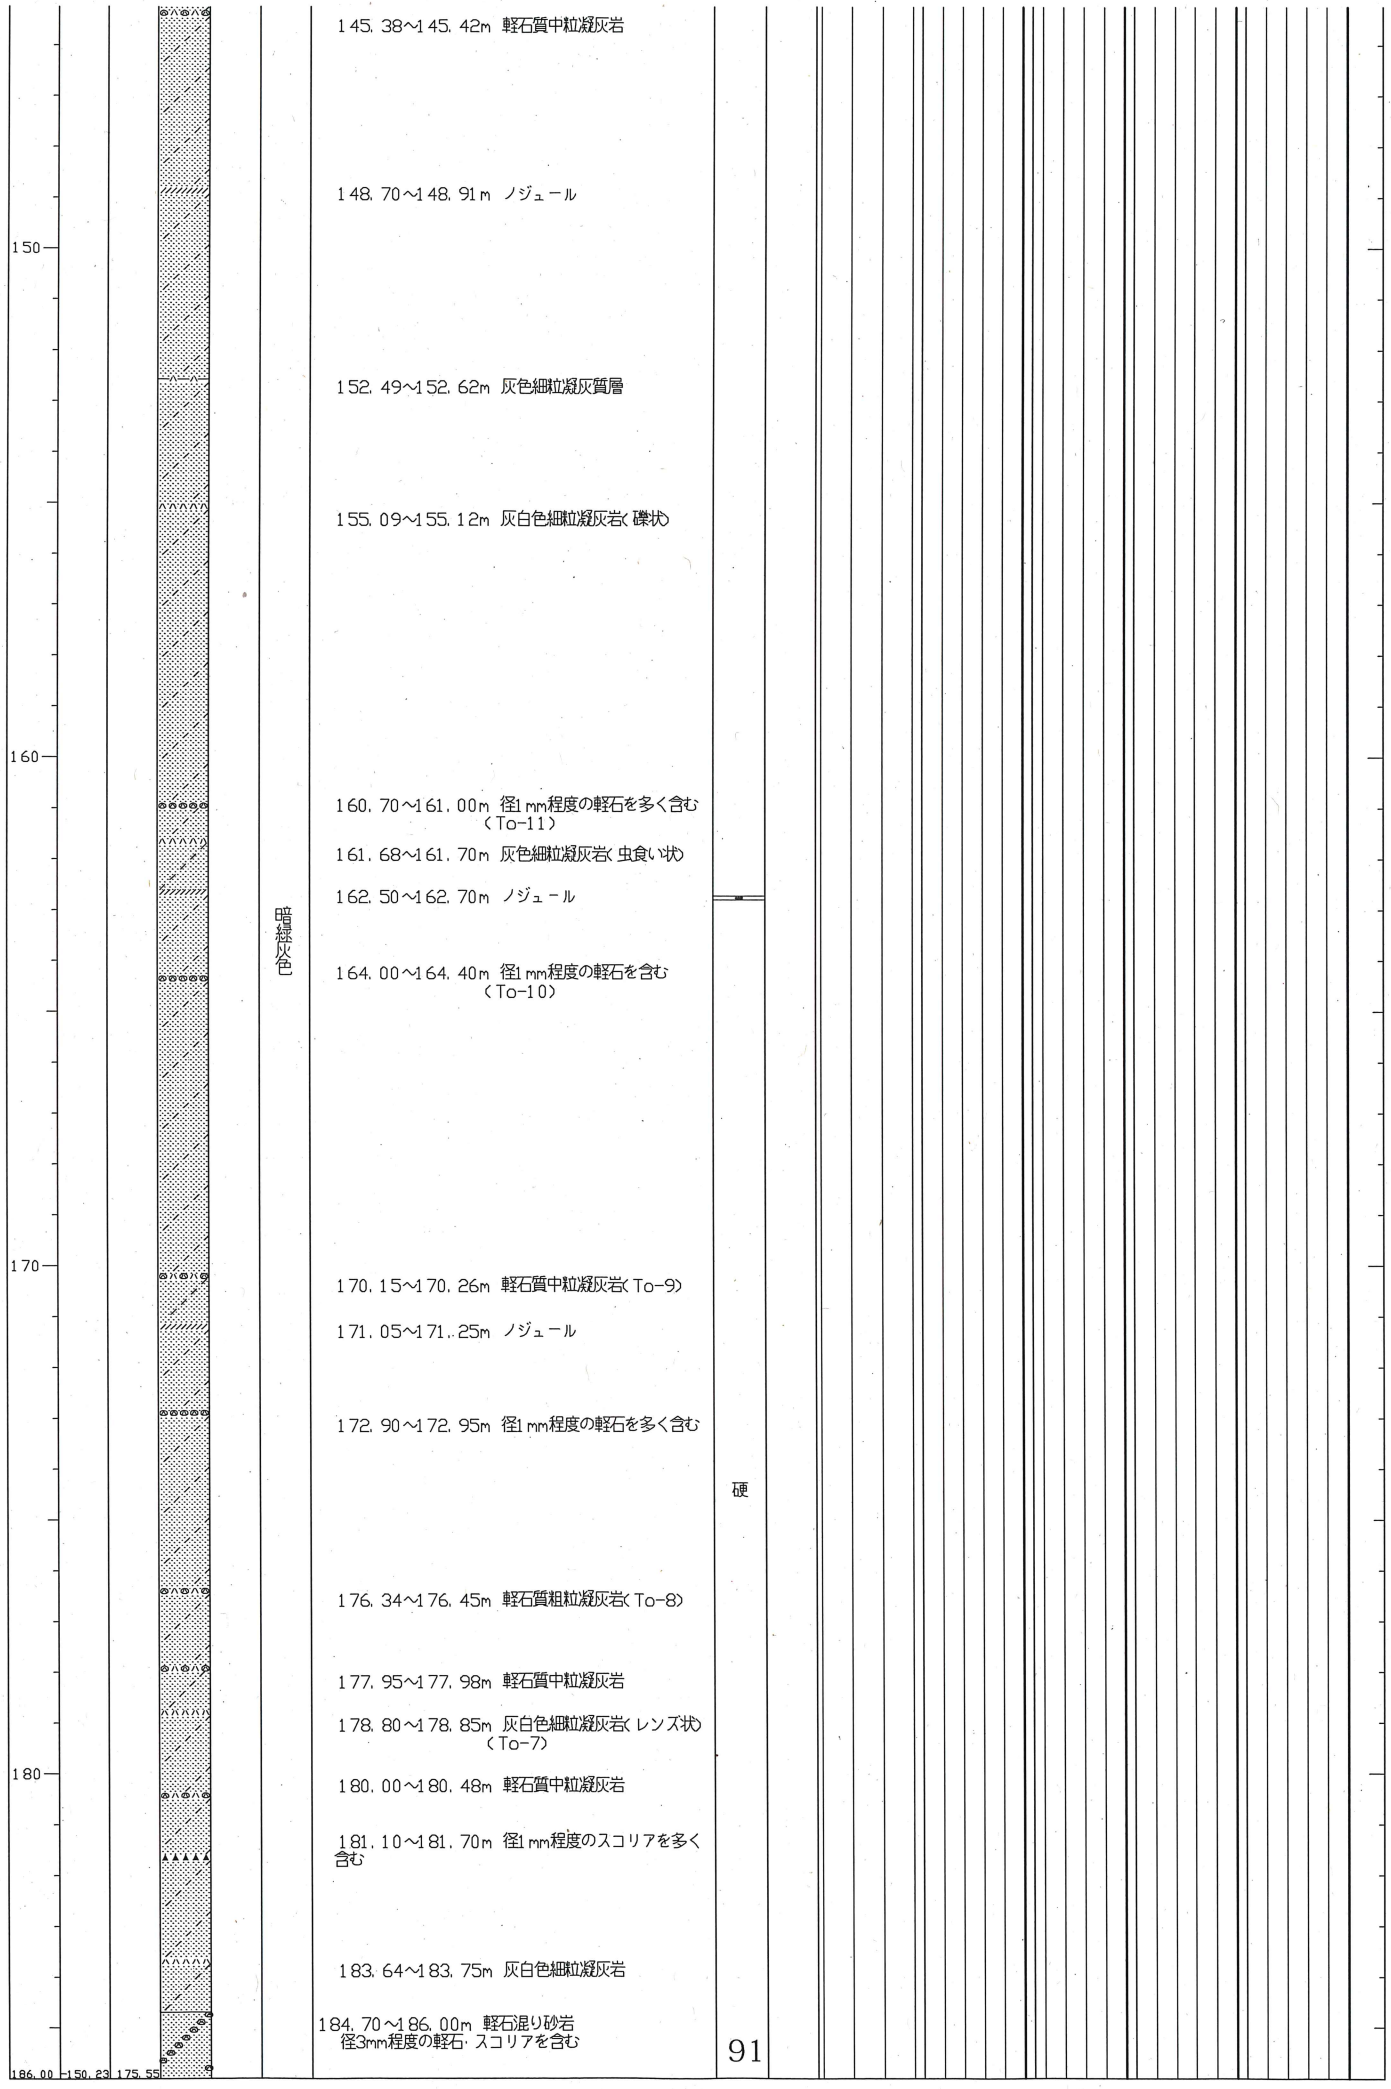 145.38～145.42m 軽石質中粒凝灰岩
148.70～148.91m ノジュール
150
152.49～152.62m 灰色細粒凝灰質層
155.09～155.12m 灰白色細粒凝灰岩(礫状)
160
160.70～161.00m 径1mm程度の軽石を多く含む
(To-11)
161.68～161.70m 灰色細粒凝灰岩(虫食い状)
162.50～162.70m ノジュール
暗緑灰色
164.00～164.40m 径1mm程度の軽石を含む
(To-10)
170
170.15～170.26m 軽石質中粒凝灰岩(To-9)
171.05～171.25m ノジュール
172.90～172.95m 径1mm程度の軽石を多く含む
硬
176.34～176.45m 軽石質粗粒凝灰岩(To-8)
177.95～177.98m 軽石質中粒凝灰岩
178.80～178.85m 灰白色細粒凝灰岩(レンズ状)
(To-7)
180
180.00～180.48m 軽石質中粒凝灰岩
181.10～181.70m 径1mm程度のスコリアを多く
含む
183.64～183.75m 灰白色細粒凝灰岩
184.70～186.00m 軽石混り砂岩
径3mm程度の軽石・スコリアを含む
91
186.00 -150.23 175.55